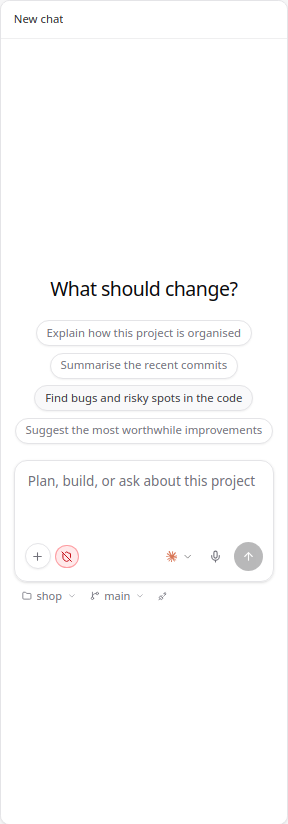 New chat
What should change?
Explain how this project is organised
Summarise the recent commits
Find bugs and risky spots in the code
Suggest the most worthwhile improvements
Plan, build, or ask about this project
shop main